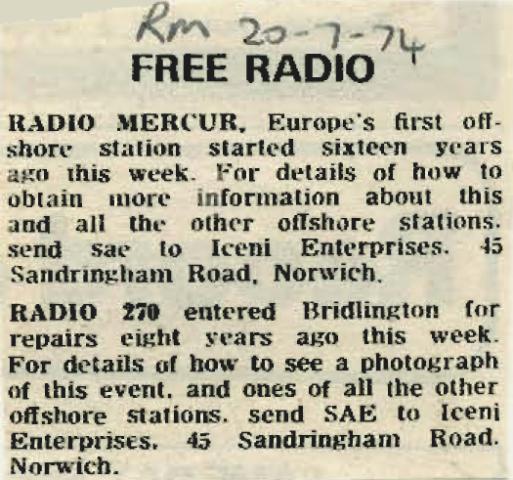 RM 20-7-74
FREE RADIO
RADIO MERCUR, Europe's first off-
shore station started sixteen years
ago this week. For details of how to
obtain more information about this
and all the other offshore stations.
send sae to Iceni Enterprises. 45
Sandringham Road, Norwich.
RADIO 270 entered Bridlington for
repairs eight years ago this week.
For details of how to see a photograph
of this event. and ones of all the other
offshore stations. send SAE to Iceni
Enterprises. 45 Sandringham Road.
Norwich.